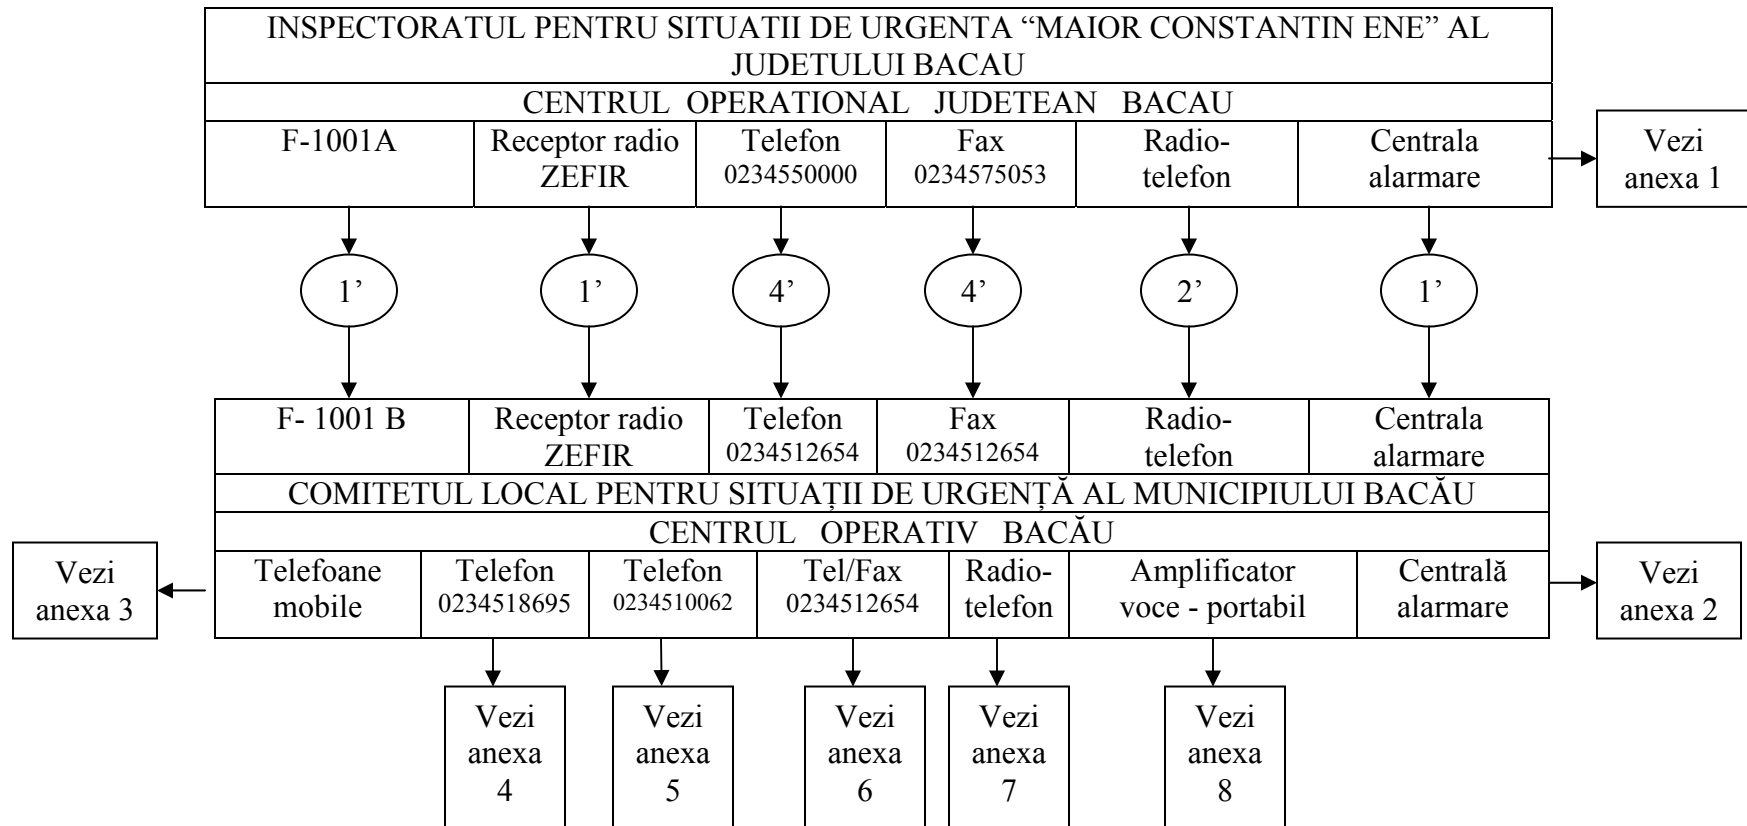 INSPECTORATUL PENTRU SITUATII DE URGENTA “MAIOR CONSTANTIN ENE” AL
JUDETULUI BACAU
CENTRUL OPERATIONAL JUDETEAN BACAU
F-1001A
Receptor radio
ZEFIR
Telefon
0234550000
Fax
0234575053
Radio-
telefon
Centrala
alarmare
Vezi
anexa 1
1’
1’
4’
4’
2’
1’
F- 1001 B
Receptor radio
ZEFIR
Telefon
0234512654
Fax
0234512654
Radio-
telefon
Centrala
alarmare
COMITETUL LOCAL PENTRU SITUAȚII DE URGENȚĂ AL MUNICIPIULUI BACĂU
CENTRUL OPERATIV BACĂU
Vezi
anexa 3
Telefoane
mobile
Telefon
0234518695
Telefon
0234510062
Tel/Fax
0234512654
Radio-
telefon
Amplificator
voce - portabil
Centrală
alarmare
Vezi
anexa 2
Vezi
anexa
4
Vezi
anexa
5
Vezi
anexa
6
Vezi
anexa
7
Vezi
anexa
8